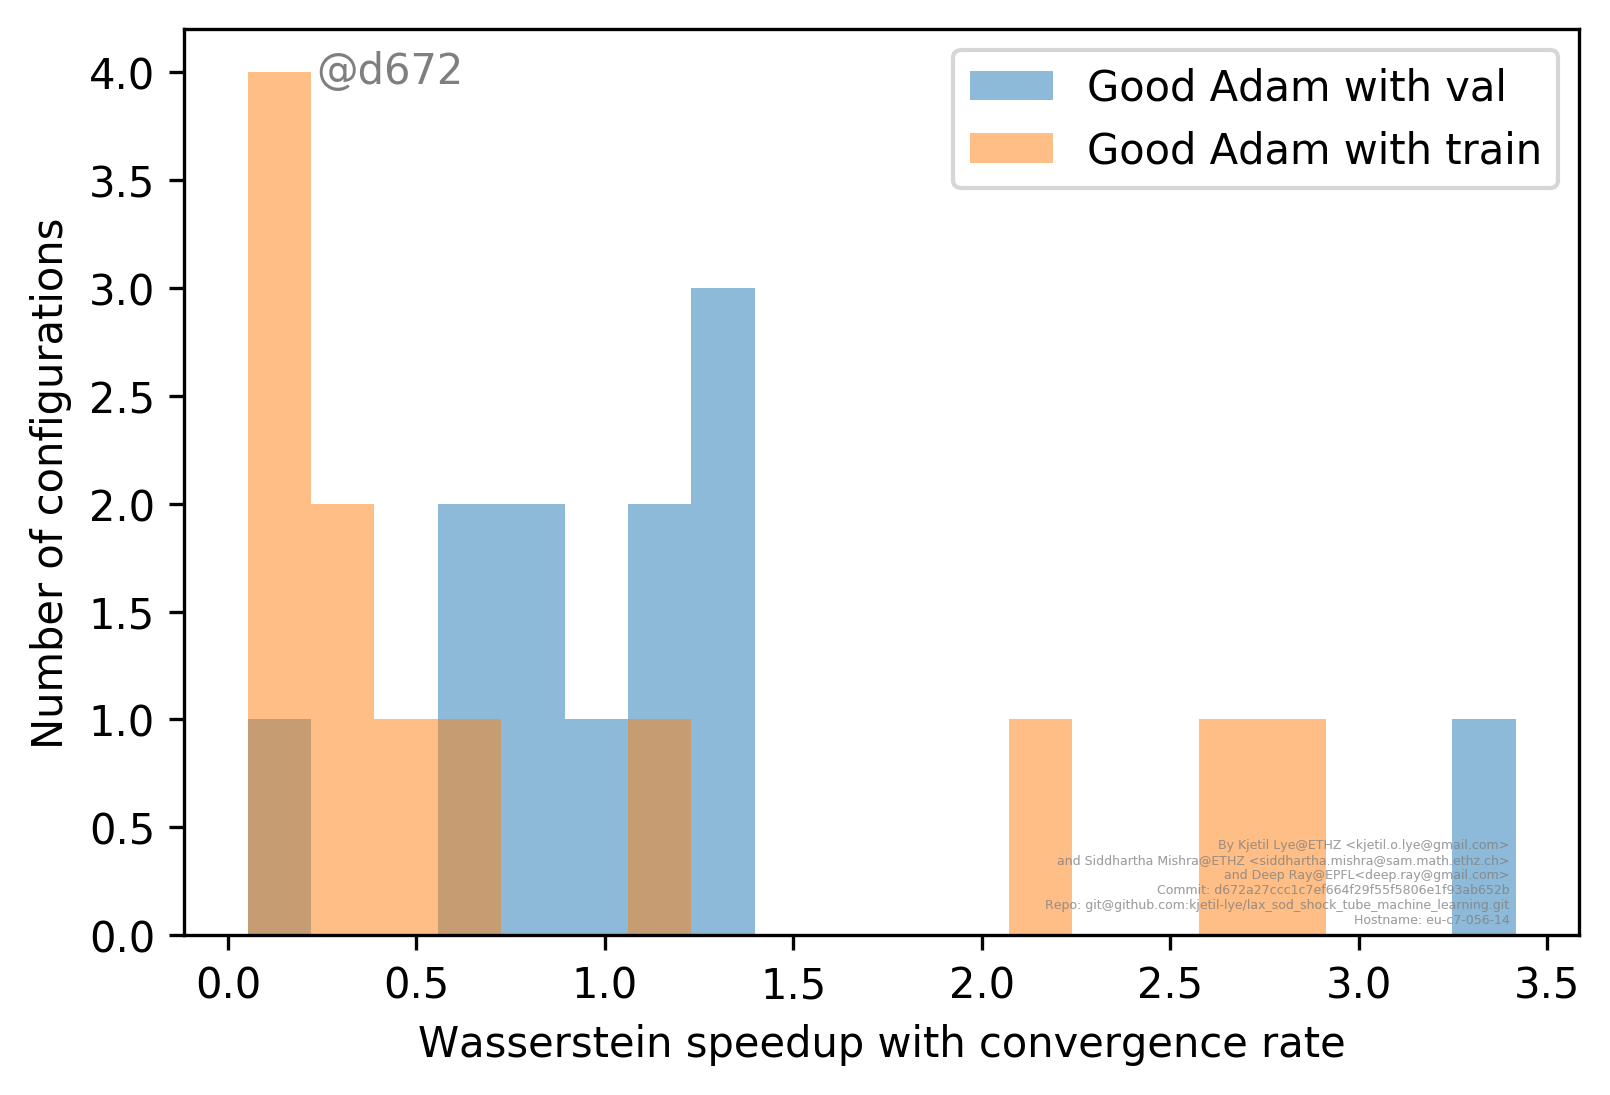 @d672
Good Adam with val
Good Adam with train
4.0
3.5
3.0
2.5
2.0
1.5
1.0
0.5
0.0
Number of configurations
By Kjetil Lye@ETHZ <kjetil.o.lye@gmail.com>
and Siddhartha Mishra@ETHZ <siddhartha.mishra@sam.math.ethz.ch>
and Deep Ray@EPFL<deep.ray@gmail.com>
Commit: d672a27ccc1c7ef664f29f55f5806e1f93ab652b
Repo: git@github.com:kjetil-lye/lax_sod_shock_tube_machine_learning.git
Hostname: eu-c7-056-14
0.0 0.5 1.0 1.5 2.0 2.5 3.0 3.5
Wasserstein speedup with convergence rate